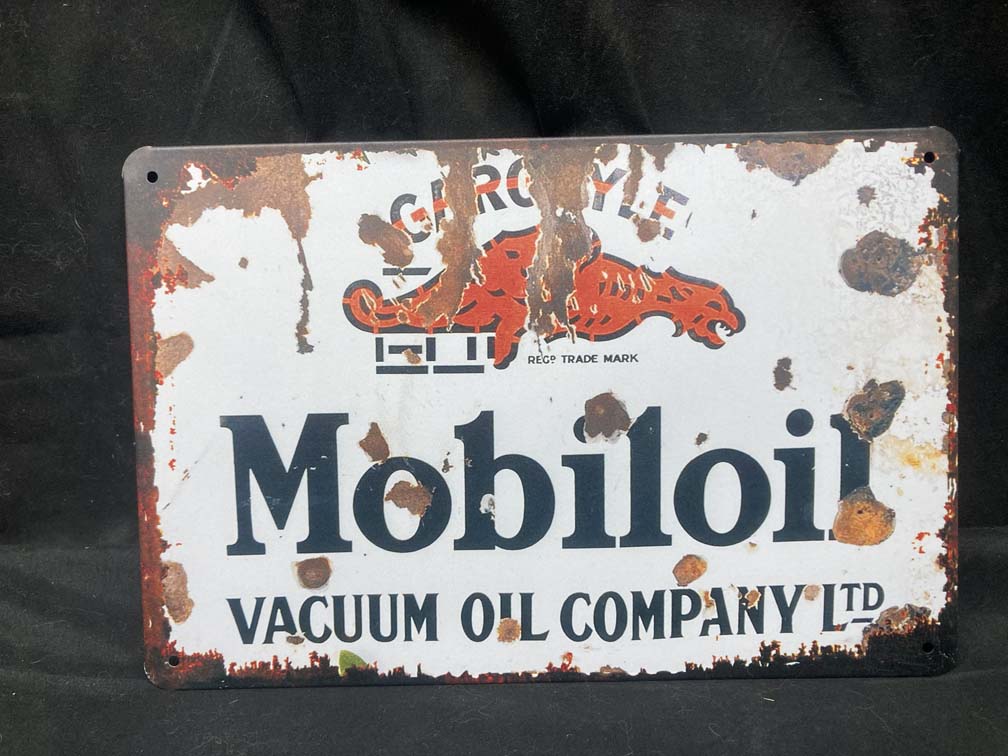 GARGOYLE
REGD TRADE MARK
Mobiloil
VACUUM OIL COMPANY LTD